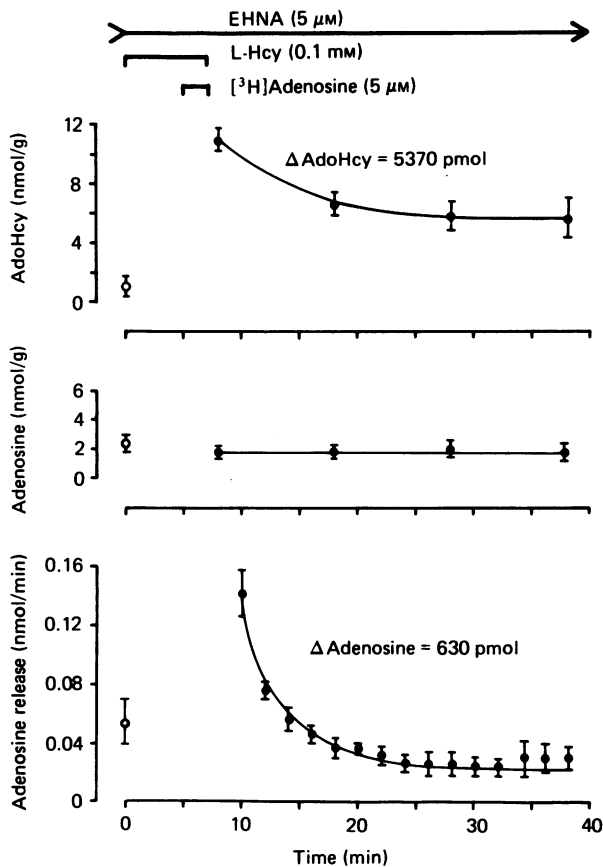 EHNA (5 μM)
L-Hcy (0.1 mM)
[³H]Adenosine (5 μM)
AdoHcy (nmol/g)
12
8
4
0
Δ AdoHcy = 5370 pmol
Adenosine (nmol/g)
6
4
2
0
Adenosine release (nmol/min)
0.16
0.12
0.08
0.04
0
Δ Adenosine = 630 pmol
0 10 20 30 40
Time (min)